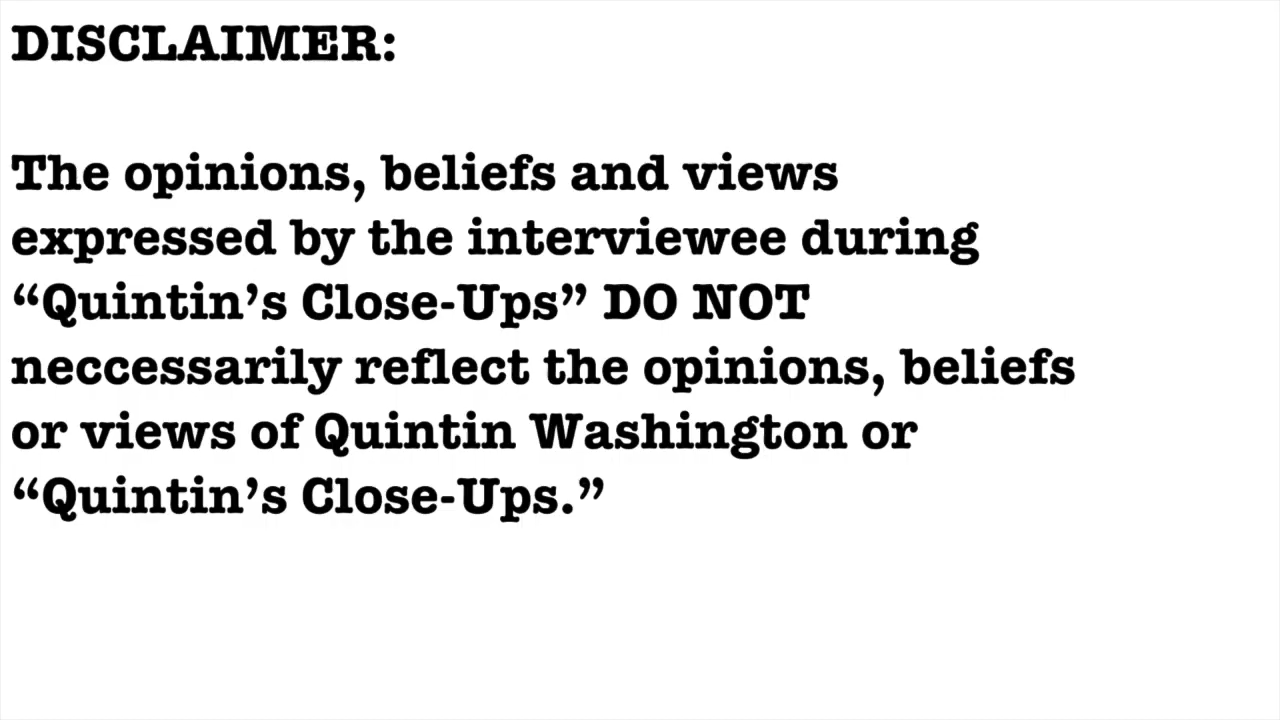 DISCLAIMER:
The opinions, beliefs and views
expressed by the interviewee during
“Quintin’s Close-Ups” DO NOT
neccessarily reflect the opinions, beliefs
or views of Quintin Washington or
“Quintin’s Close-Ups.”